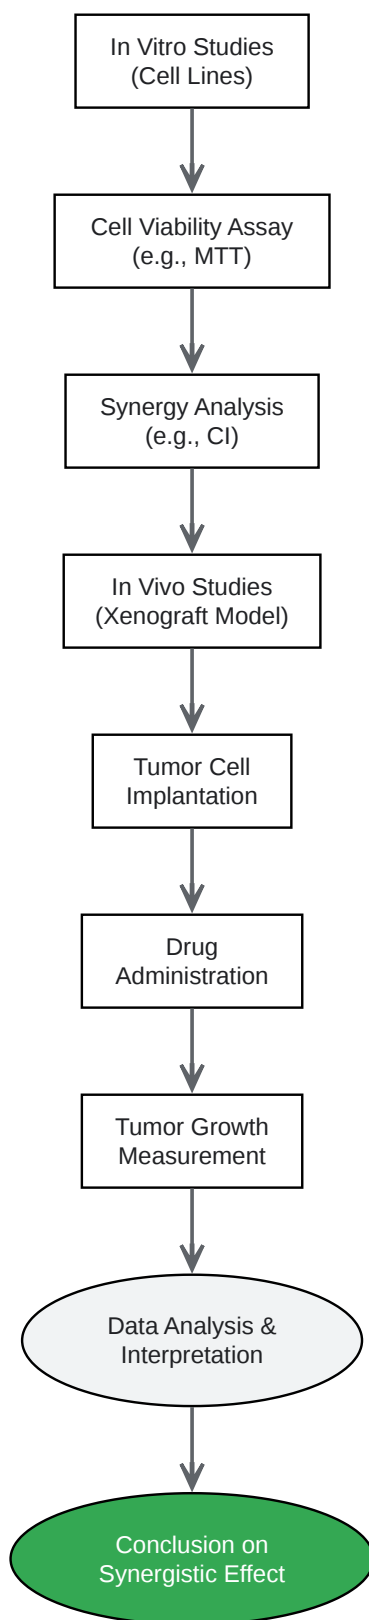 In Vitro Studies
(Cell Lines)
Cell Viability Assay
(e.g., MTT)
Synergy Analysis
(e.g., CI)
In Vivo Studies
(Xenograft Model)
Tumor Cell
Implantation
Drug
Administration
Tumor Growth
Measurement
Data Analysis &
Interpretation
Conclusion on
Synergistic Effect